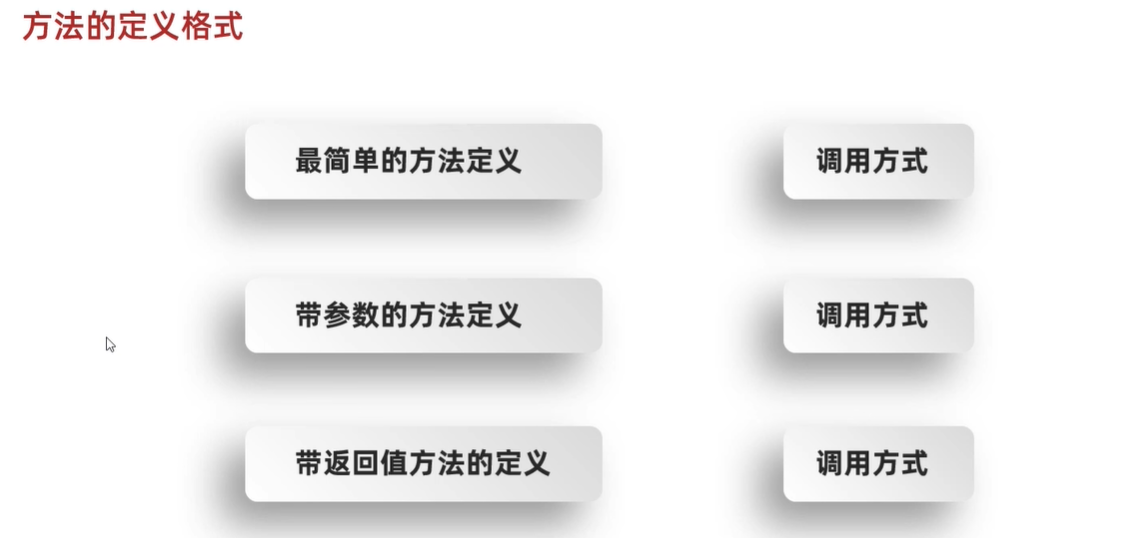 方法的定义格式
最简单的方法定义
调用方式
带参数的方法定义
调用方式
带返回值方法的定义
调用方式